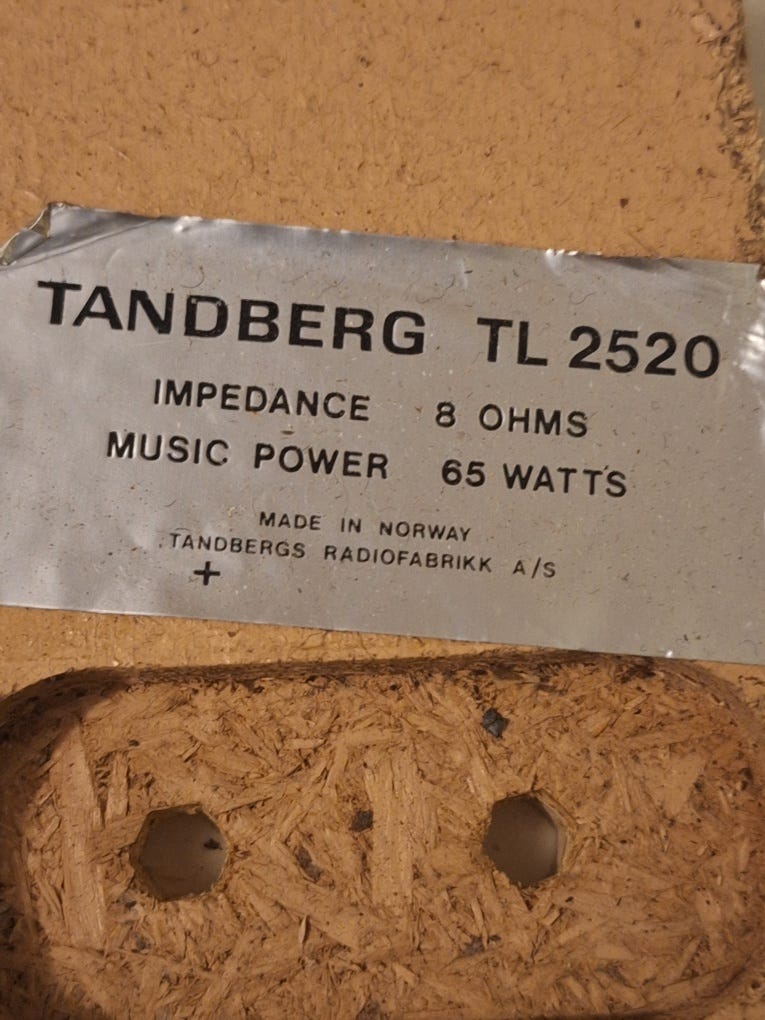 TANDBERG TL 2520
IMPEDANCE 8 OHMS
MUSIC POWER 65 WATTS
MADE IN NORWAY
TANDBERGS RADIOFABRIKK A/S
+